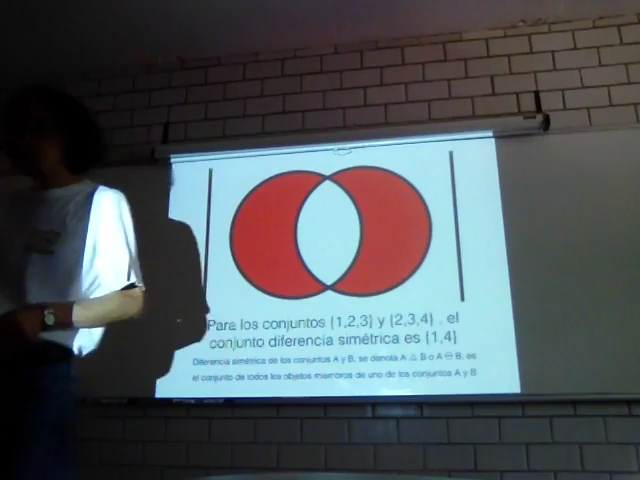 Para los conjuntos {1,2,3} y {2,3,4} , el
conjunto diferencia simétrica es {1,4}
Diferencia simétrica de los conjuntos A y B, se denota A △ B o A ⊖ B, es
el conjunto de todos los objetos miembros de uno de los conjuntos A y B